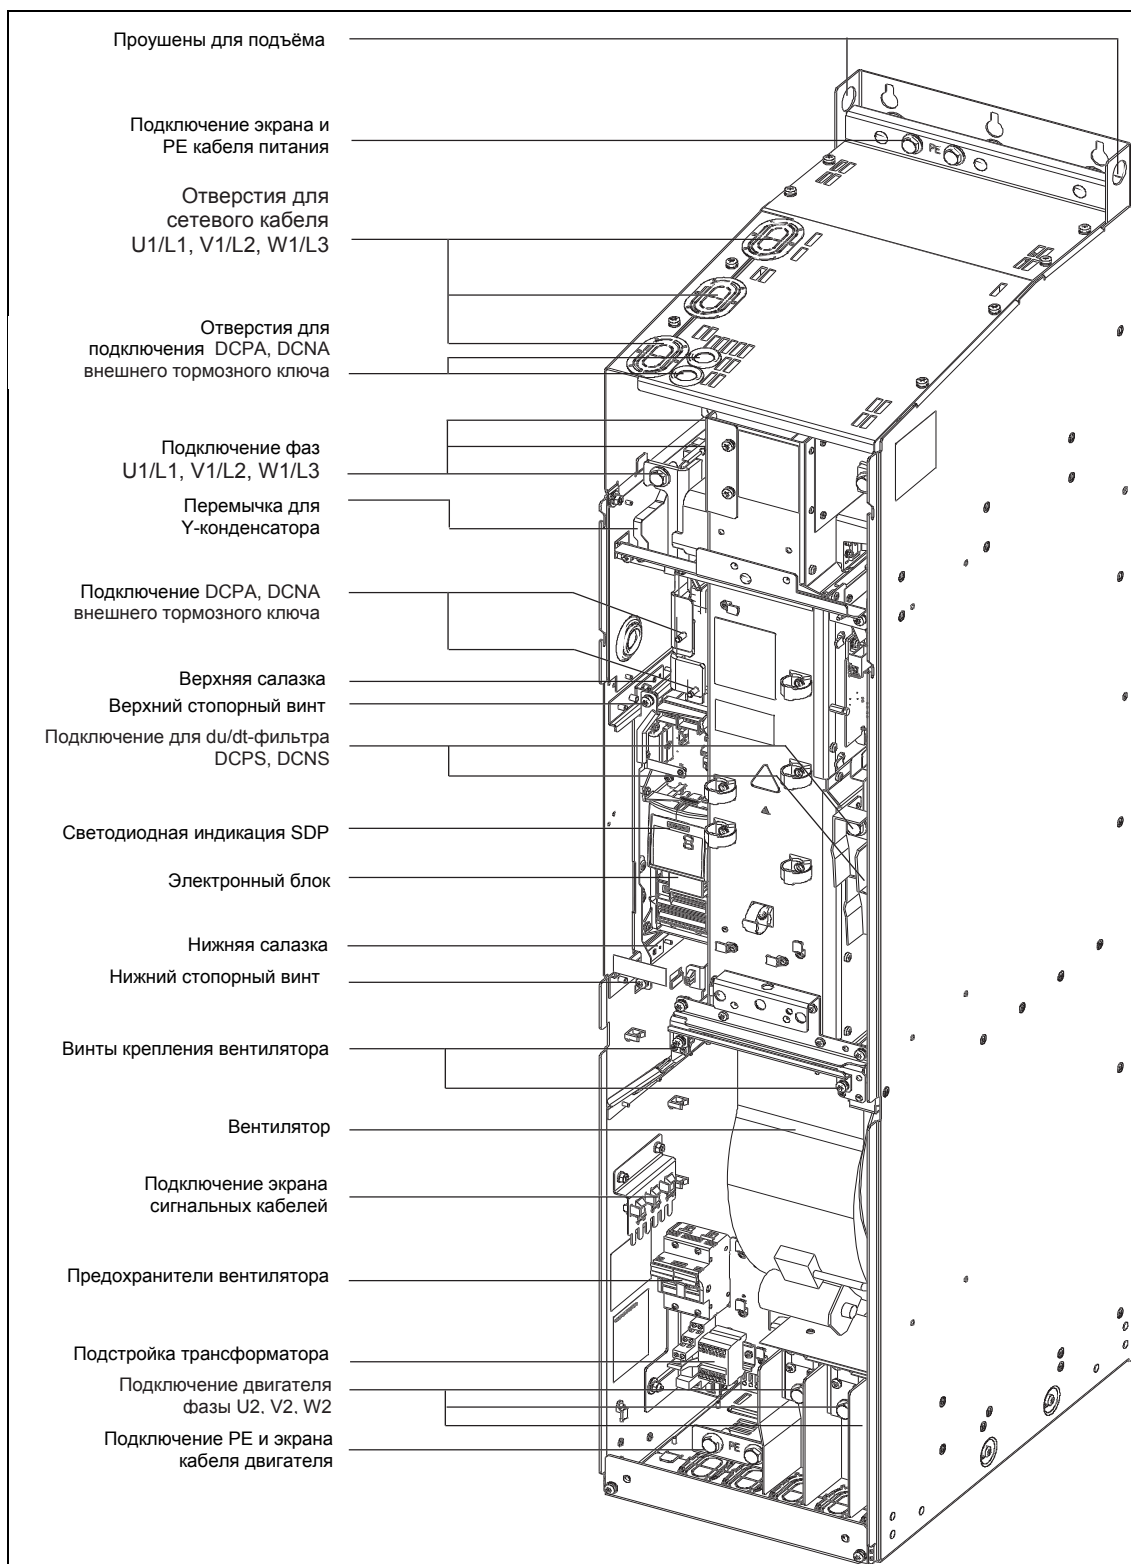 Проушены для подъёма
Подключение экрана и
PE кабеля питания
PE
Отверстия для
сетевого кабеля
U1/L1, V1/L2, W1/L3
Отверстия для
подключения DCPA, DCNA
внешнего тормозного ключа
Подключение фаз
U1/L1, V1/L2, W1/L3
Перемычка для
Y-конденсатора
Подключение DCPA, DCNA
внешнего тормозного ключа
Верхняя салазка
Верхний стопорный винт
Подключение для du/dt-фильтра
DCPS, DCNS
Светодиодная индикация SDP
Электронный блок
Нижняя салазка
Нижний стопорный винт
Винты крепления вентилятора
Вентилятор
Подключение экрана
сигнальных кабелей
Предохранители вентилятора
Подстройка трансформатора
Подключение двигателя
фазы U2, V2, W2
Подключение PE и экрана
кабеля двигателя
PE